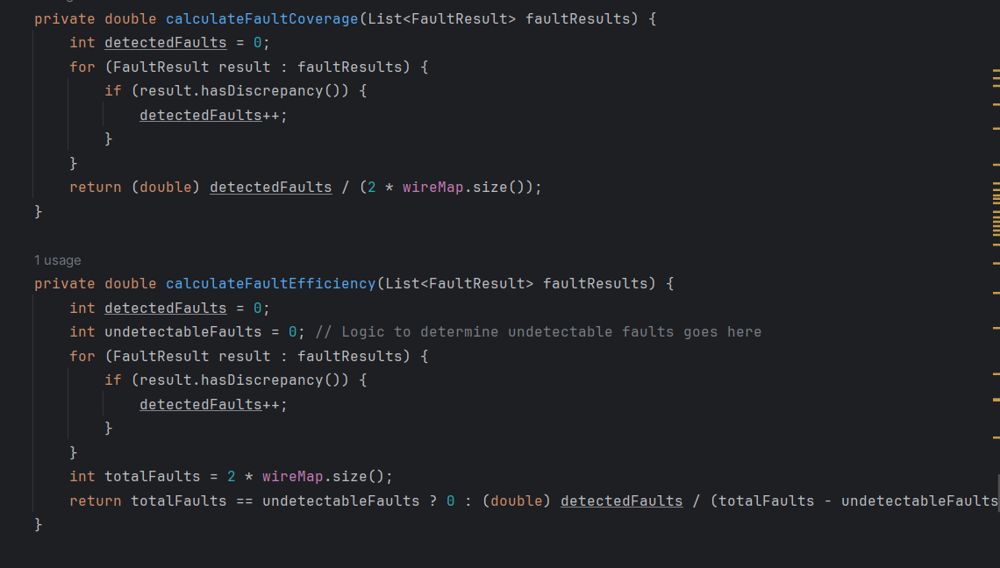 private double calculateFaultCoverage(List<FaultResult> faultResults) {
    int detectedFaults = 0;
    for (FaultResult result : faultResults) {
        if (result.hasDiscrepancy()) {
            detectedFaults++;
        }
    }
    return (double) detectedFaults / (2 * wireMap.size());
}
1 usage
private double calculateFaultEfficiency(List<FaultResult> faultResults) {
    int detectedFaults = 0;
    int undetectableFaults = 0; // Logic to determine undetectable faults goes here
    for (FaultResult result : faultResults) {
        if (result.hasDiscrepancy()) {
            detectedFaults++;
        }
    }
    int totalFaults = 2 * wireMap.size();
    return totalFaults == undetectableFaults ? 0 : (double) detectedFaults / (totalFaults - undetectableFaults
}